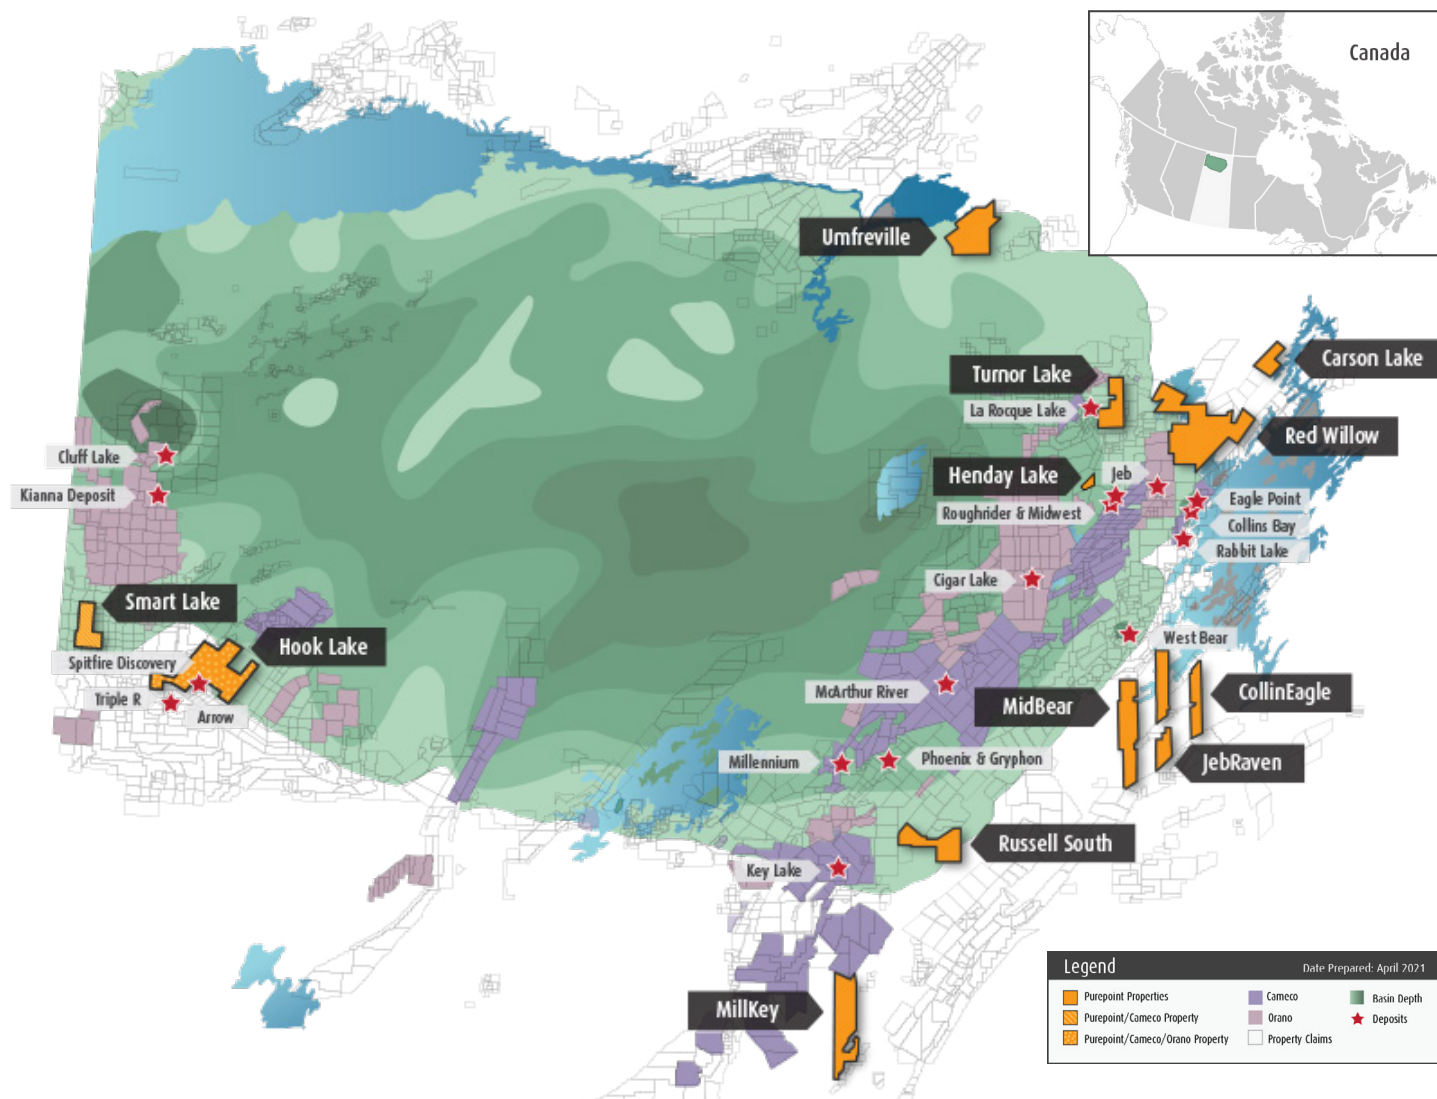 Canada
Umfreville
Carson Lake
Turnor Lake
La Rocque Lake
Red Willow
Cluff Lake
Henday Lake
Jeb
Kianna Deposit
Eagle Point
Roughrider & Midwest
Collins Bay
Rabbit Lake
Cigar Lake
Smart Lake
West Bear
Hook Lake
Spitfire Discovery
McArthur River
CollinEagle
Triple R
MidBear
Arrow
Phoenix & Gryphon
Millennium
JebRaven
Russell South
Key Lake
MillKey
Legend
Date Prepared: April 2021
Purepoint Properties
Purepoint/Cameco Property
Purepoint/Cameco/Orano Property
Cameco
Orano
Property Claims
Basin Depth
Deposits